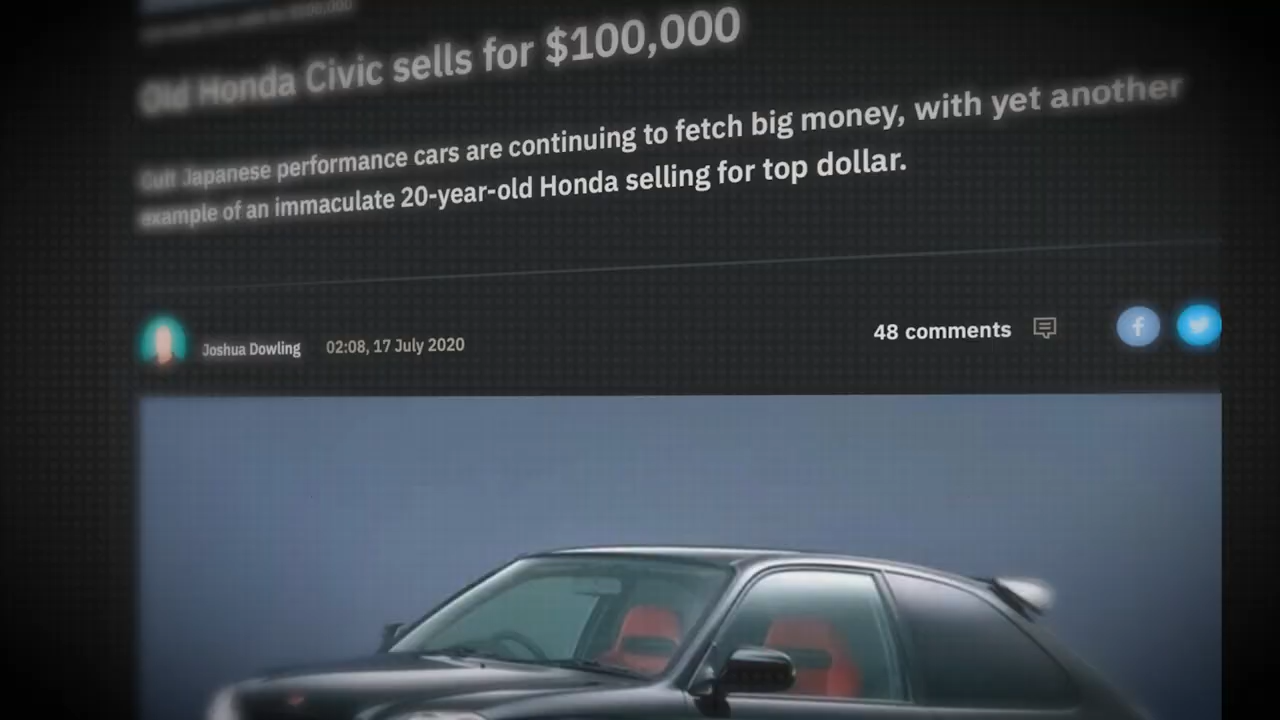 Old Honda Civic sells for $100,000
Cult Japanese performance cars are continuing to fetch big money, with yet another
example of an immaculate 20-year-old Honda selling for top dollar.
Joshua Dowling
02:08, 17 July 2020
48 comments